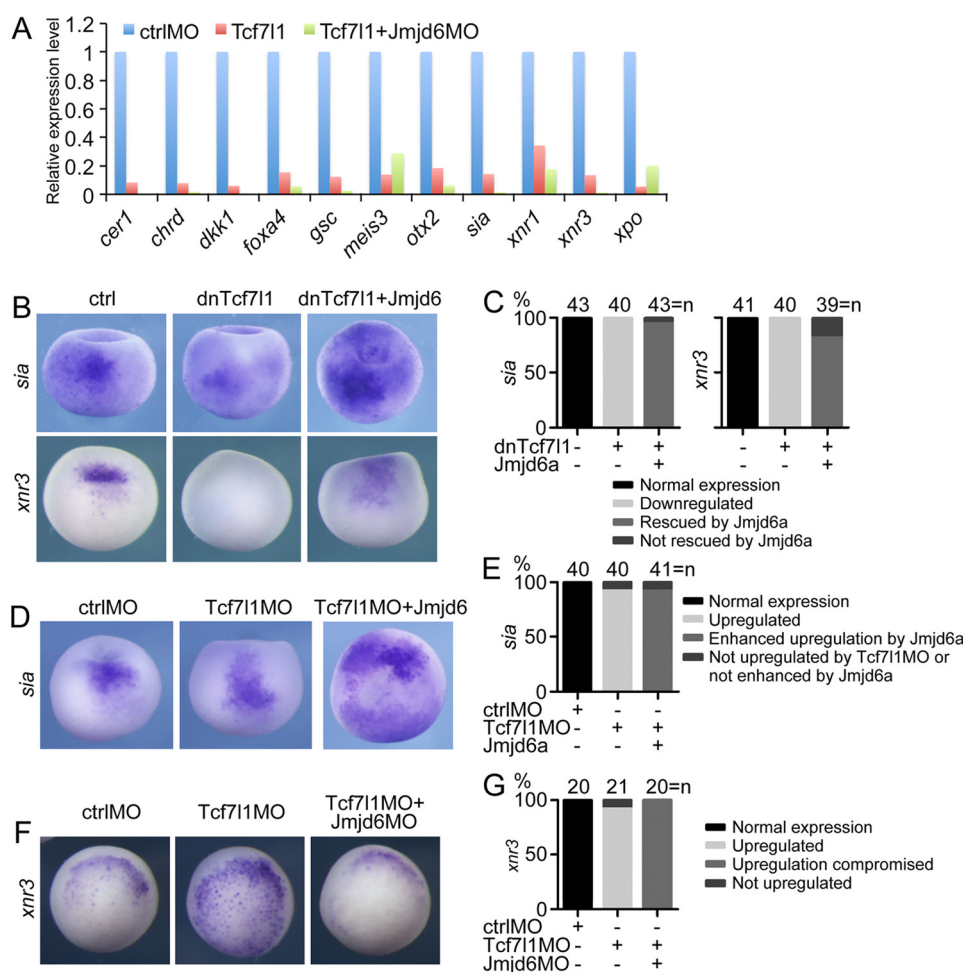 A
ctrlMO Tcf7l1 Tcf7l1+Jmjd6MO
Relative expression level
1.2
1
0.8
0.6
0.4
0.2
0
cer1 chrd dkk1 foxa4 gsc meis3 otx2 sia xnr1 xnr3 xpo
B
ctrl dnTcf7l1 dnTcf7l1+Jmjd6
sia
xnr3
C
% 43 40 43=n 41 40 39=n
100
50
0
sia
100
50
0
xnr3
dnTcf7l1 - + + - + +
Jmjd6a - - + - - +
Normal expression
Downregulated
Rescued by Jmjd6a
Not rescued by Jmjd6a
D
ctrlMO Tcf7l1MO Tcf7l1MO+Jmjd6
sia
E
% 40 40 41=n
100
50
0
sia
ctrlMO + - -
Tcf7l1MO - + +
Jmjd6a - - +
Normal expression
Upregulated
Enhanced upregulation by Jmjd6a
Not upregulated by Tcf7l1MO or
not enhanced by Jmjd6a
F
ctrlMO Tcf7l1MO Tcf7l1MO+
Jmjd6MO
xnr3
G
% 20 21 20=n
100
50
0
xnr3
ctrlMO + - -
Tcf7l1MO - + +
Jmjd6MO - - +
Normal expression
Upregulated
Upregulation compromised
Not upregulated